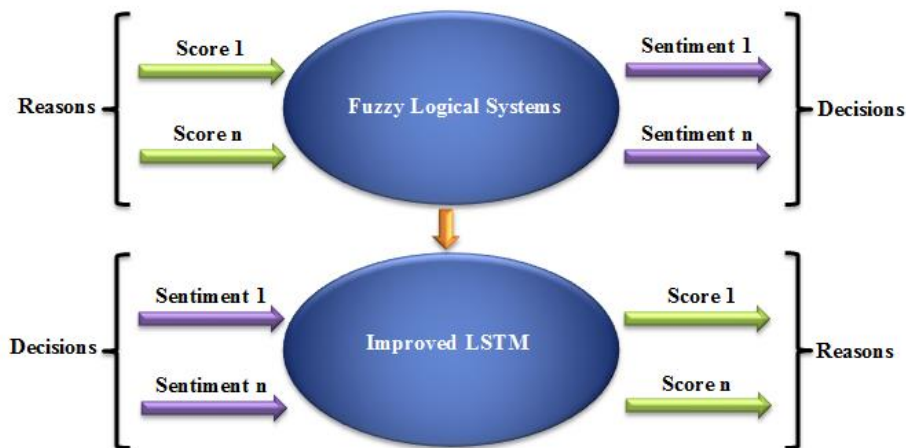 Score 1
Sentiment 1
Reasons
Fuzzy Logical Systems
Decisions
Score n
Sentiment n
Sentiment 1
Score 1
Decisions
Improved LSTM
Reasons
Sentiment n
Score n